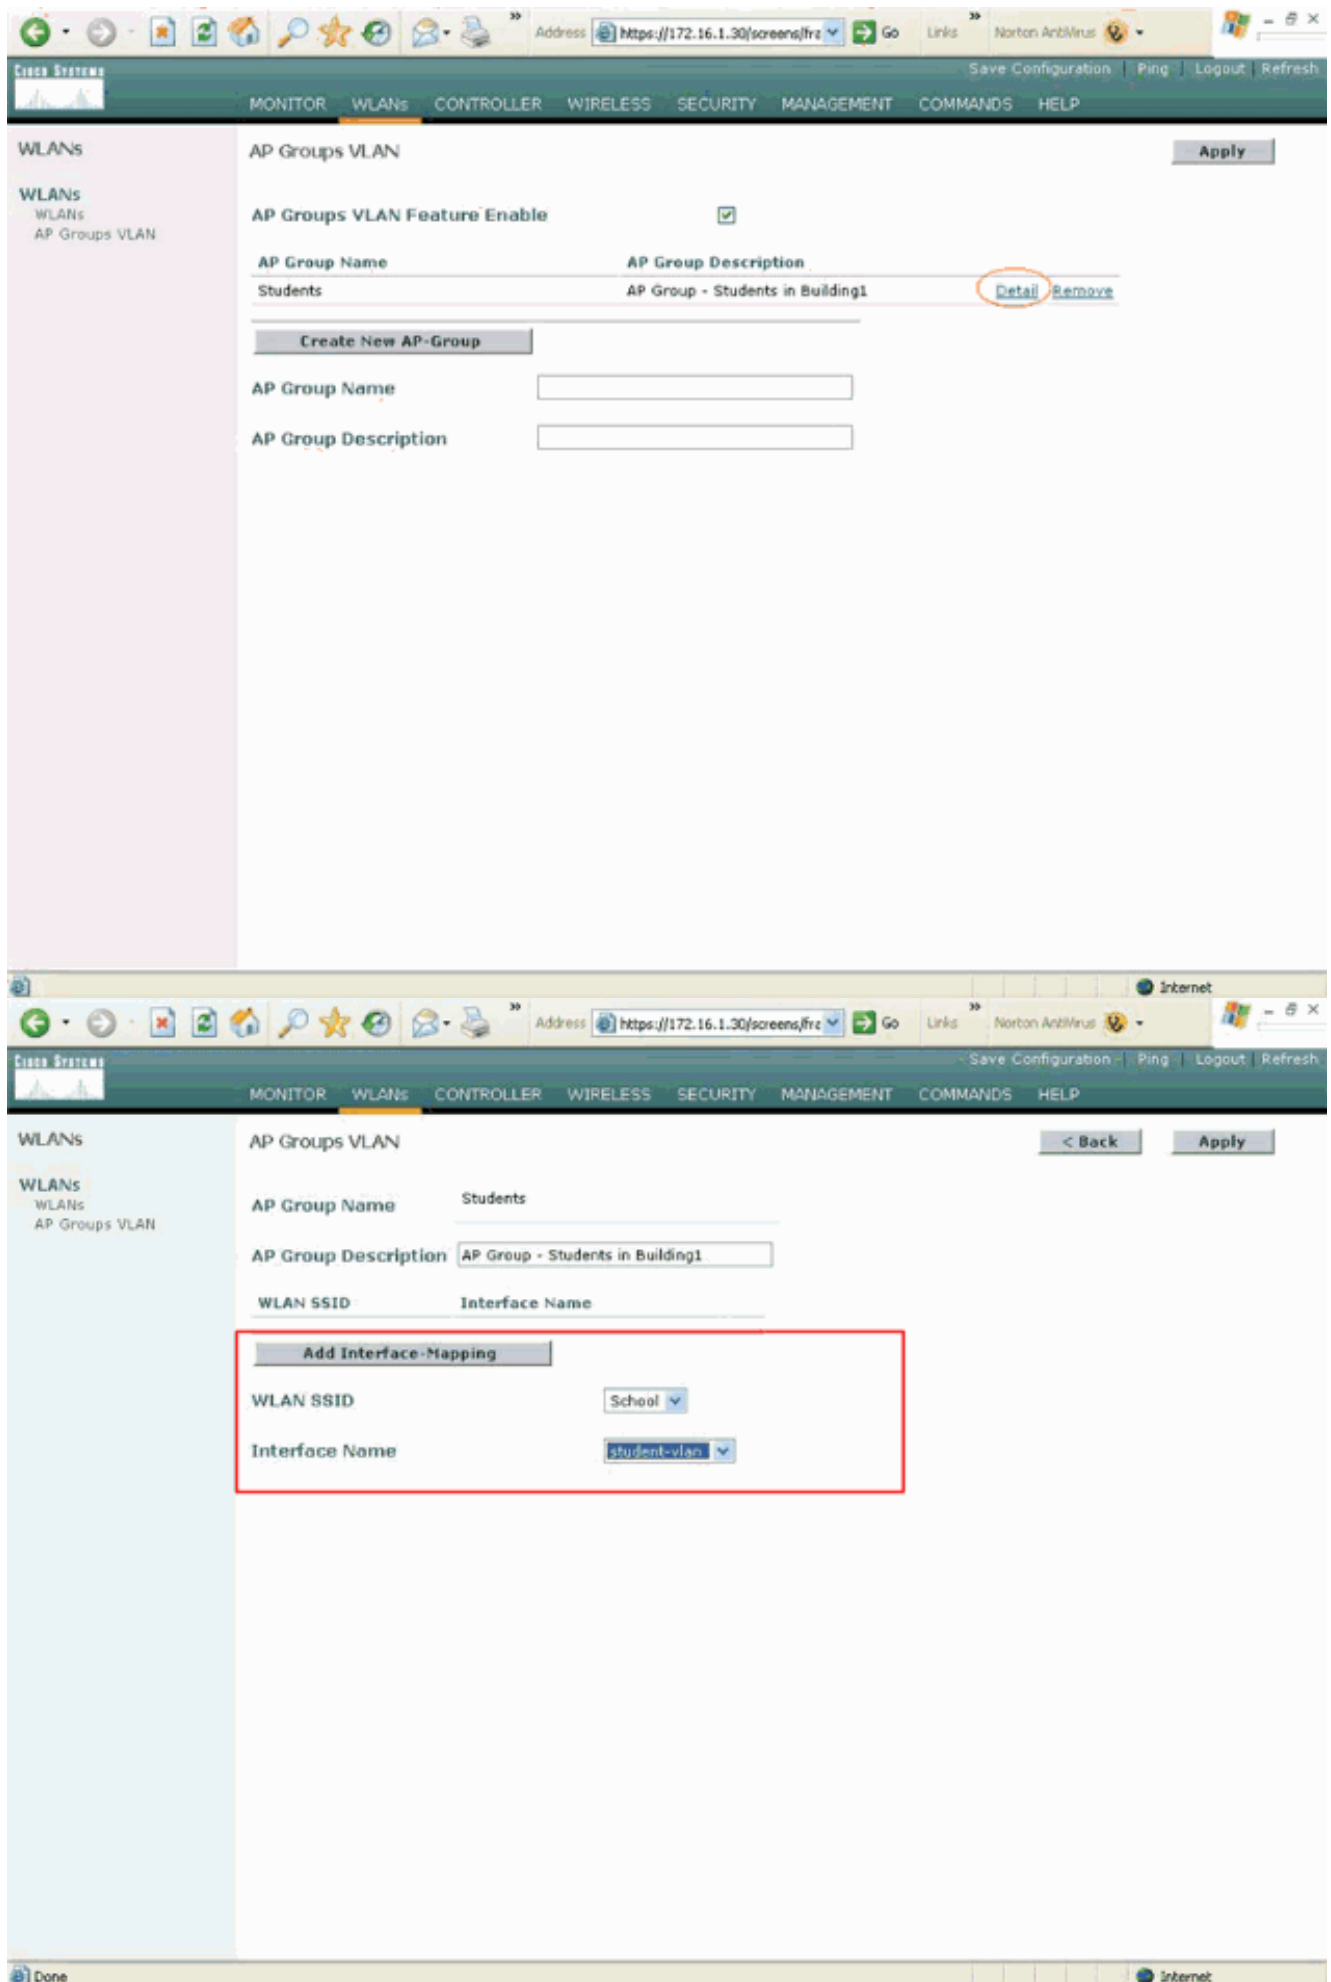 Address https://172.16.1.30/screens/fra Go Links Norton AntiVirus
CISCO SYSTEMS
Save Configuration | Ping | Logout | Refresh
MONITOR WLANs CONTROLLER WIRELESS SECURITY MANAGEMENT COMMANDS HELP
WLANs
AP Groups VLAN
Apply
WLANs
WLANs
AP Groups VLAN
AP Groups VLAN Feature Enable
AP Group Name AP Group Description
Students AP Group - Students in Building1 Detail Remove
Create New AP-Group
AP Group Name
AP Group Description
Internet
Address https://172.16.1.30/screens/fra Go Links Norton AntiVirus
CISCO SYSTEMS
Save Configuration | Ping | Logout | Refresh
MONITOR WLANs CONTROLLER WIRELESS SECURITY MANAGEMENT COMMANDS HELP
WLANs
AP Groups VLAN
< Back Apply
WLANs
WLANs
AP Groups VLAN
AP Group Name Students
AP Group Description AP Group - Students in Building1
WLAN SSID Interface Name
Add Interface-Mapping
WLAN SSID School
Interface Name student-vlan
Done Internet